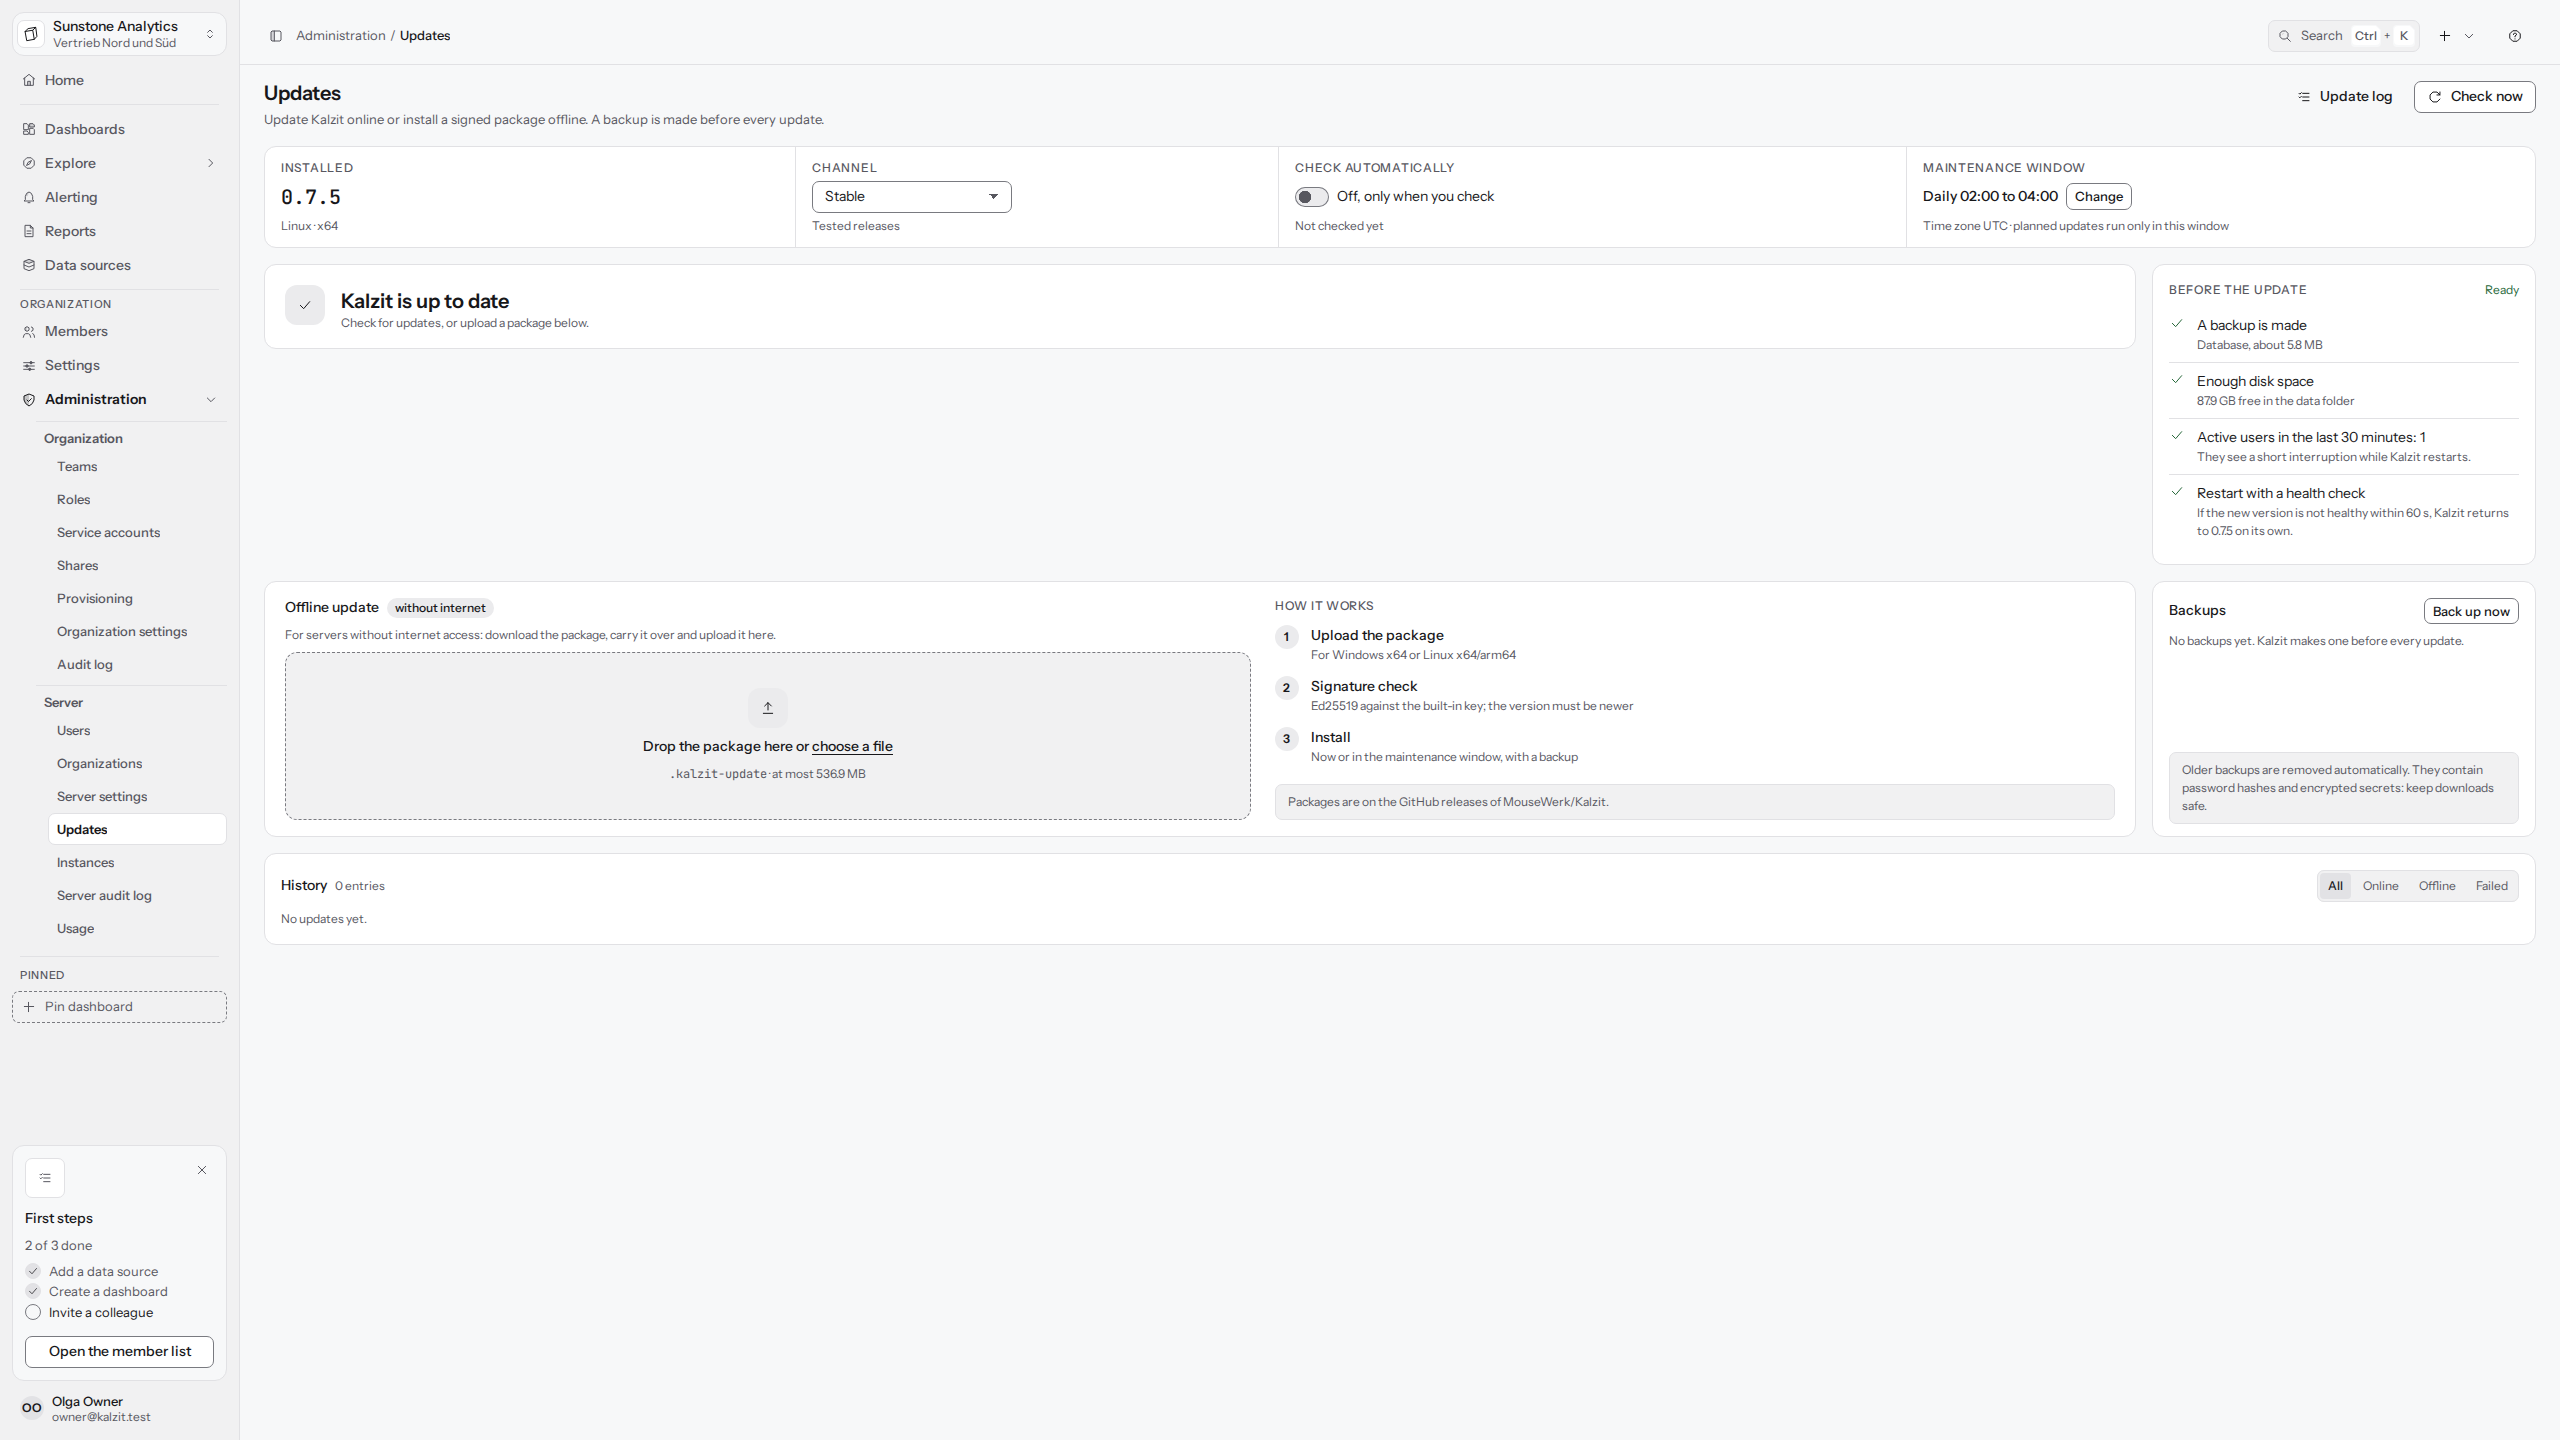 Sunstone Analytics
Vertrieb Nord und Süd
Home
Dashboards
Explore
Alerting
Reports
Data sources
ORGANIZATION
Members
Settings
Administration
Organization
Teams
Roles
Service accounts
Shares
Provisioning
Organization settings
Audit log
Server
Users
Organizations
Server settings
Updates
Instances
Server audit log
Usage
PINNED
Pin dashboard
First steps
2 of 3 done
Add a data source
Create a dashboard
Invite a colleague
Open the member list
OO
Olga Owner
owner@kalzit.test
Administration / Updates
Search Ctrl + K
Updates
Update Kalzit online or install a signed package offline. A backup is made before every update.
Update log
Check now
INSTALLED
0.7.5
Linux · x64
CHANNEL
Stable
Tested releases
CHECK AUTOMATICALLY
Off, only when you check
Not checked yet
MAINTENANCE WINDOW
Daily 02:00 to 04:00 Change
Time zone UTC · planned updates run only in this window
Kalzit is up to date
Check for updates, or upload a package below.
BEFORE THE UPDATE Ready
A backup is made
Database, about 5.8 MB
Enough disk space
87.9 GB free in the data folder
Active users in the last 30 minutes: 1
They see a short interruption while Kalzit restarts.
Restart with a health check
If the new version is not healthy within 60 s, Kalzit returns
to 0.7.5 on its own.
Offline update without internet
For servers without internet access: download the package, carry it over and upload it here.
Drop the package here or choose a file
.kalzit-update · at most 536.9 MB
HOW IT WORKS
1 Upload the package
For Windows x64 or Linux x64/arm64
2 Signature check
Ed25519 against the built-in key; the version must be newer
3 Install
Now or in the maintenance window, with a backup
Packages are on the GitHub releases of MouseWerk/Kalzit.
Backups Back up now
No backups yet. Kalzit makes one before every update.
Older backups are removed automatically. They contain
password hashes and encrypted secrets: keep downloads
safe.
History 0 entries
All Online Offline Failed
No updates yet.